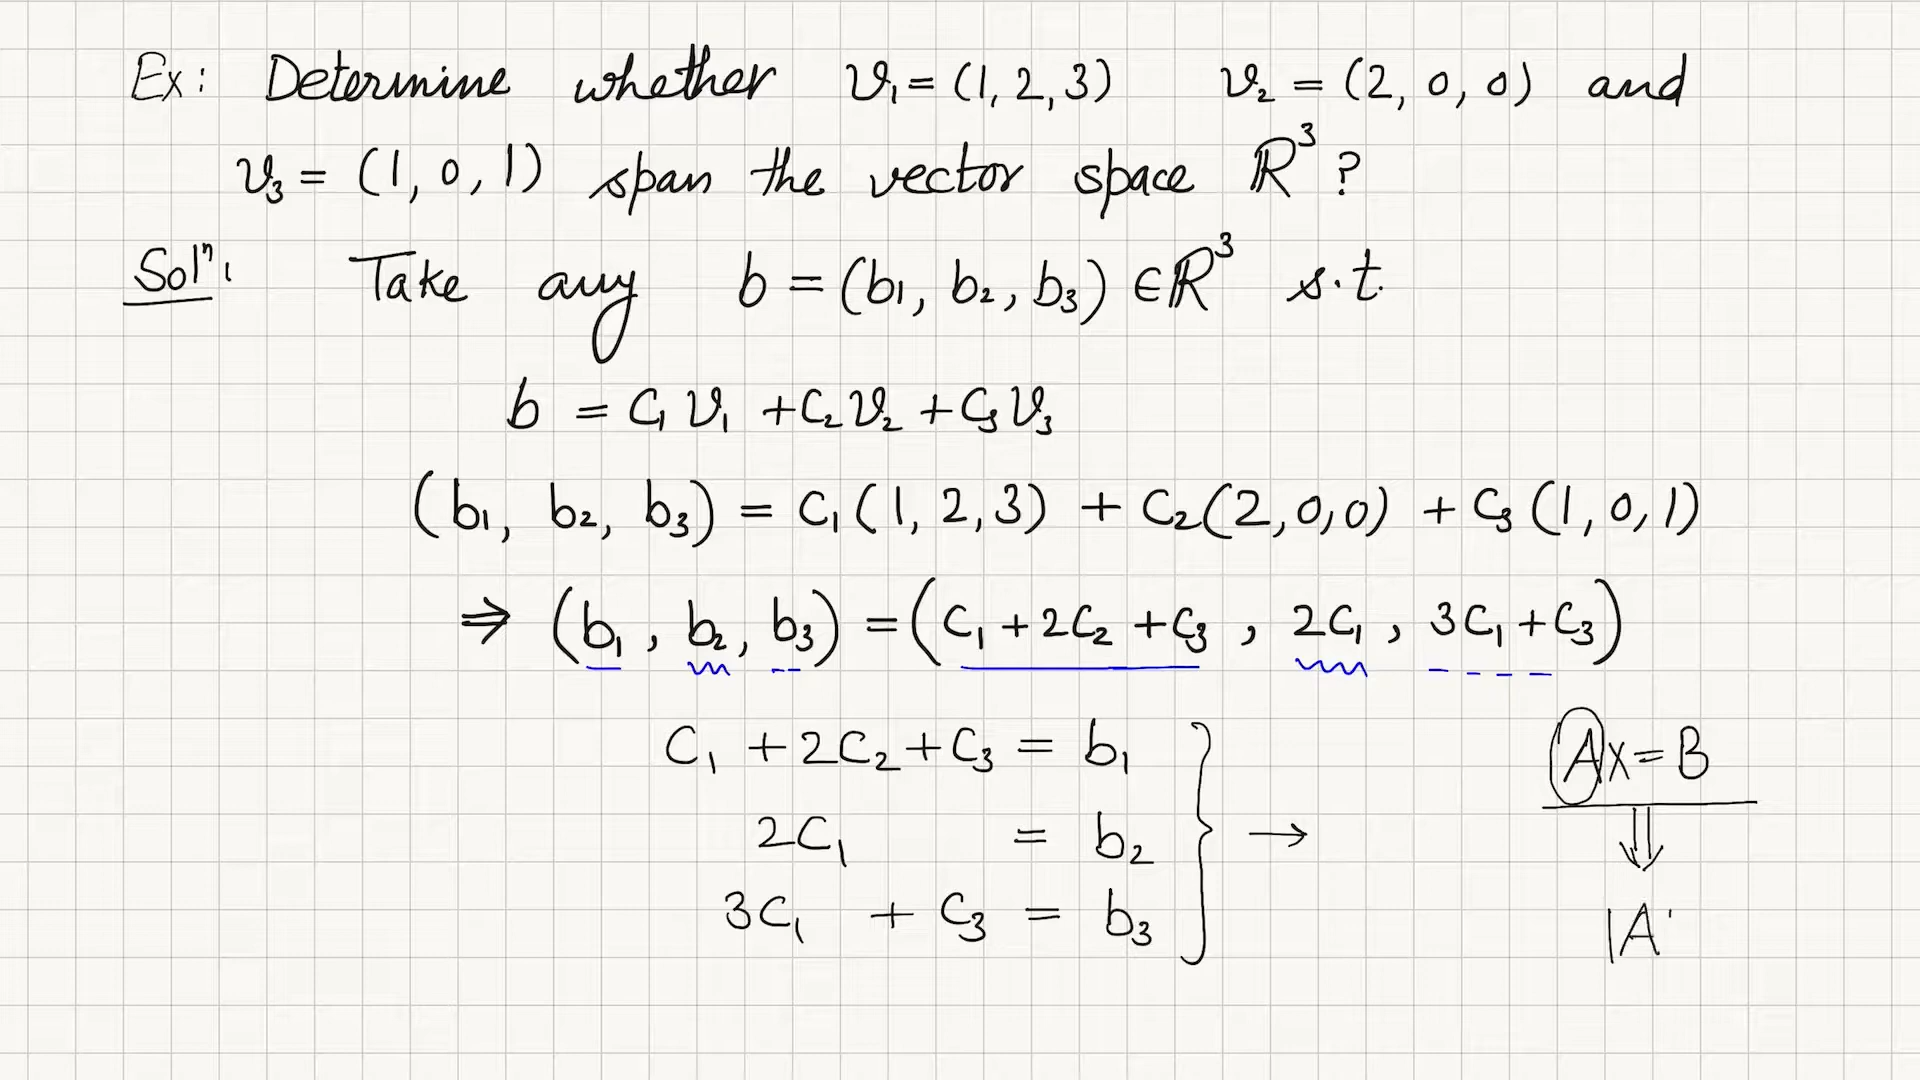 Ex: Determine whether v₁ = (1, 2, 3) v₂ = (2, 0, 0) and
v₃ = (1, 0, 1) span the vector space ℝ³?
Solⁿ: Take any b = (b₁, b₂, b₃) ∈ ℝ³ s.t.
b = c₁v₁ + c₂v₂ + c₃v₃
(b₁, b₂, b₃) = c₁(1, 2, 3) + c₂(2, 0, 0) + c₃(1, 0, 1)
⇒ (b₁, b₂, b₃) = (c₁ + 2c₂ + c₃, 2c₁, 3c₁ + c₃)
c₁ + 2c₂ + c₃ = b₁
2c₁ = b₂ } →
3c₁ + c₃ = b₃
AX = B
⇓
|A'